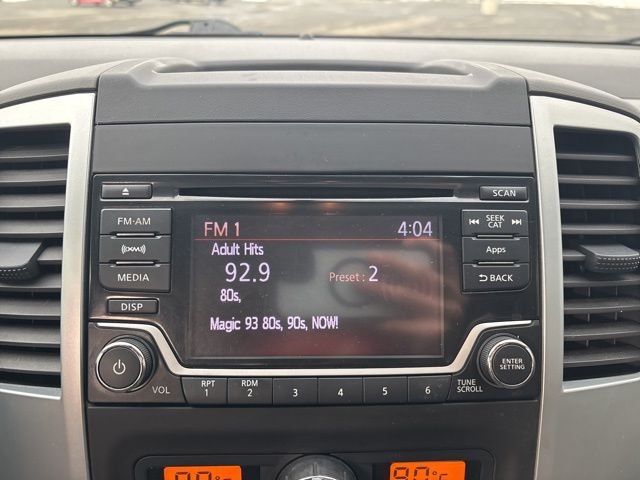 SCAN
FM·AM
SEEK
CAT
FM 1
4:04
Adult Hits
((XM))
Apps
92.9
Preset: 2
MEDIA
BACK
80s,
DISP
Magic 93 80s, 90s, NOW!
ENTER
SETTING
VOL
RPT
1
RDM
2
3
4
5
6
TUNE
SCROLL
90°C